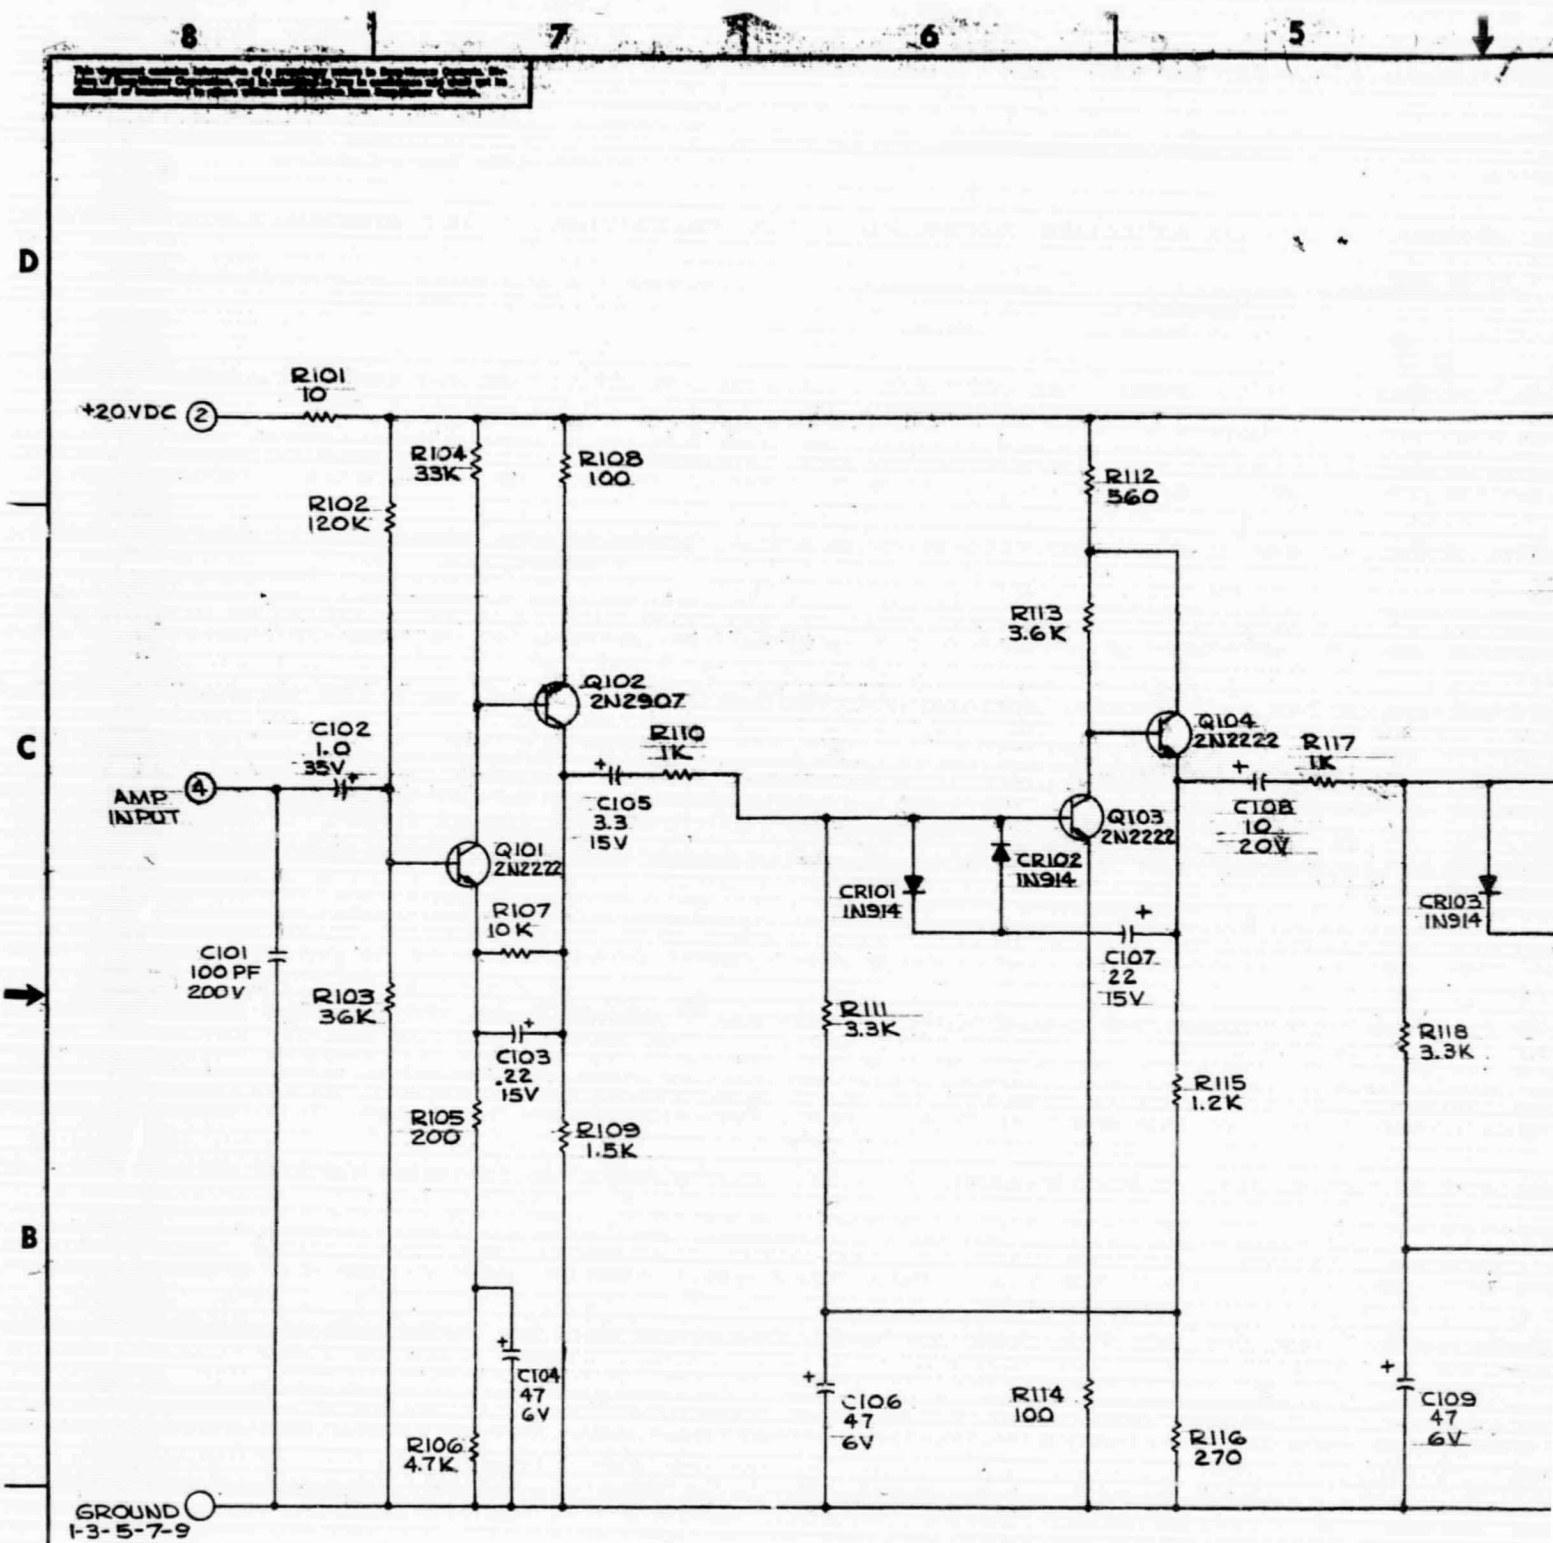 8
7
6
5
D
R101
10
+20VDC
2
R104
33K
R108
100
R112
560
R102
120K
R113
3.6K
Q102
2N2907
C
C102
1.0
35V
+
R110
1K
Q104
2N2222
R117
1K
4
AMP
INPUT
+
C105
3.3
15V
Q103
2N2222
+
C108
10
20V
Q101
2N2222
CR102
1N914
CR101
1N914
CR103
1N914
R107
10K
+
C107
22
15V
C101
100 PF
200V
R103
36K
R111
3.3K
R118
3.3K
+
C103
.22
15V
R105
200
R109
1.5K
R115
1.2K
B
+
C104
47
6V
+
C106
47
6V
R114
100
+
C109
47
6V
R106
4.7K
R116
270
GROUND
1-3-5-7-9